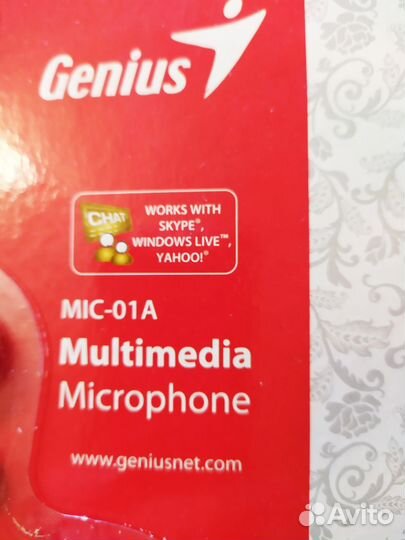 Genius
CHAT
WORKS WITH
SKYPE®,
WINDOWS LIVE™,
YAHOO!®
MIC-01A
Multimedia
Microphone
www.geniusnet.com
Avito